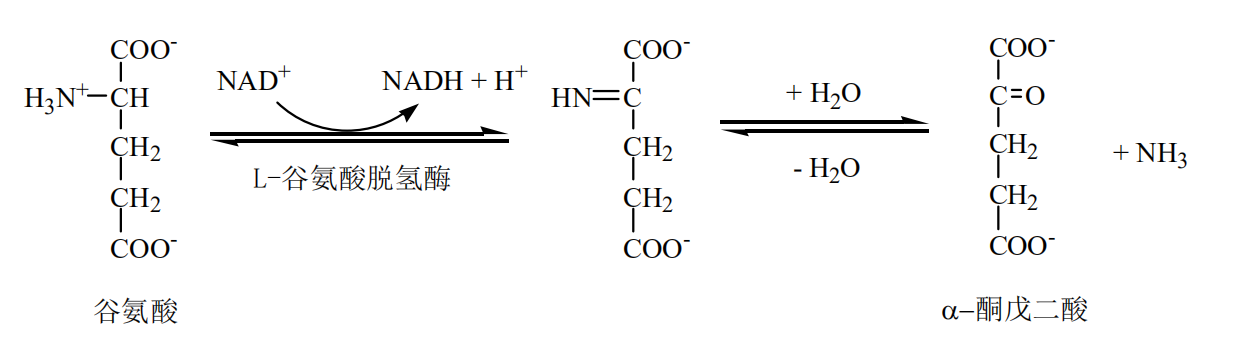 COO⁻
H₃N⁺−CH
CH₂
CH₂
COO⁻
谷氨酸
NAD⁺
NADH + H⁺
L-谷氨酸脱氢酶
COO⁻
HN=C
CH₂
CH₂
COO⁻
+ H₂O
- H₂O
COO⁻
C=O
CH₂
CH₂
COO⁻
+ NH₃
α-酮戊二酸